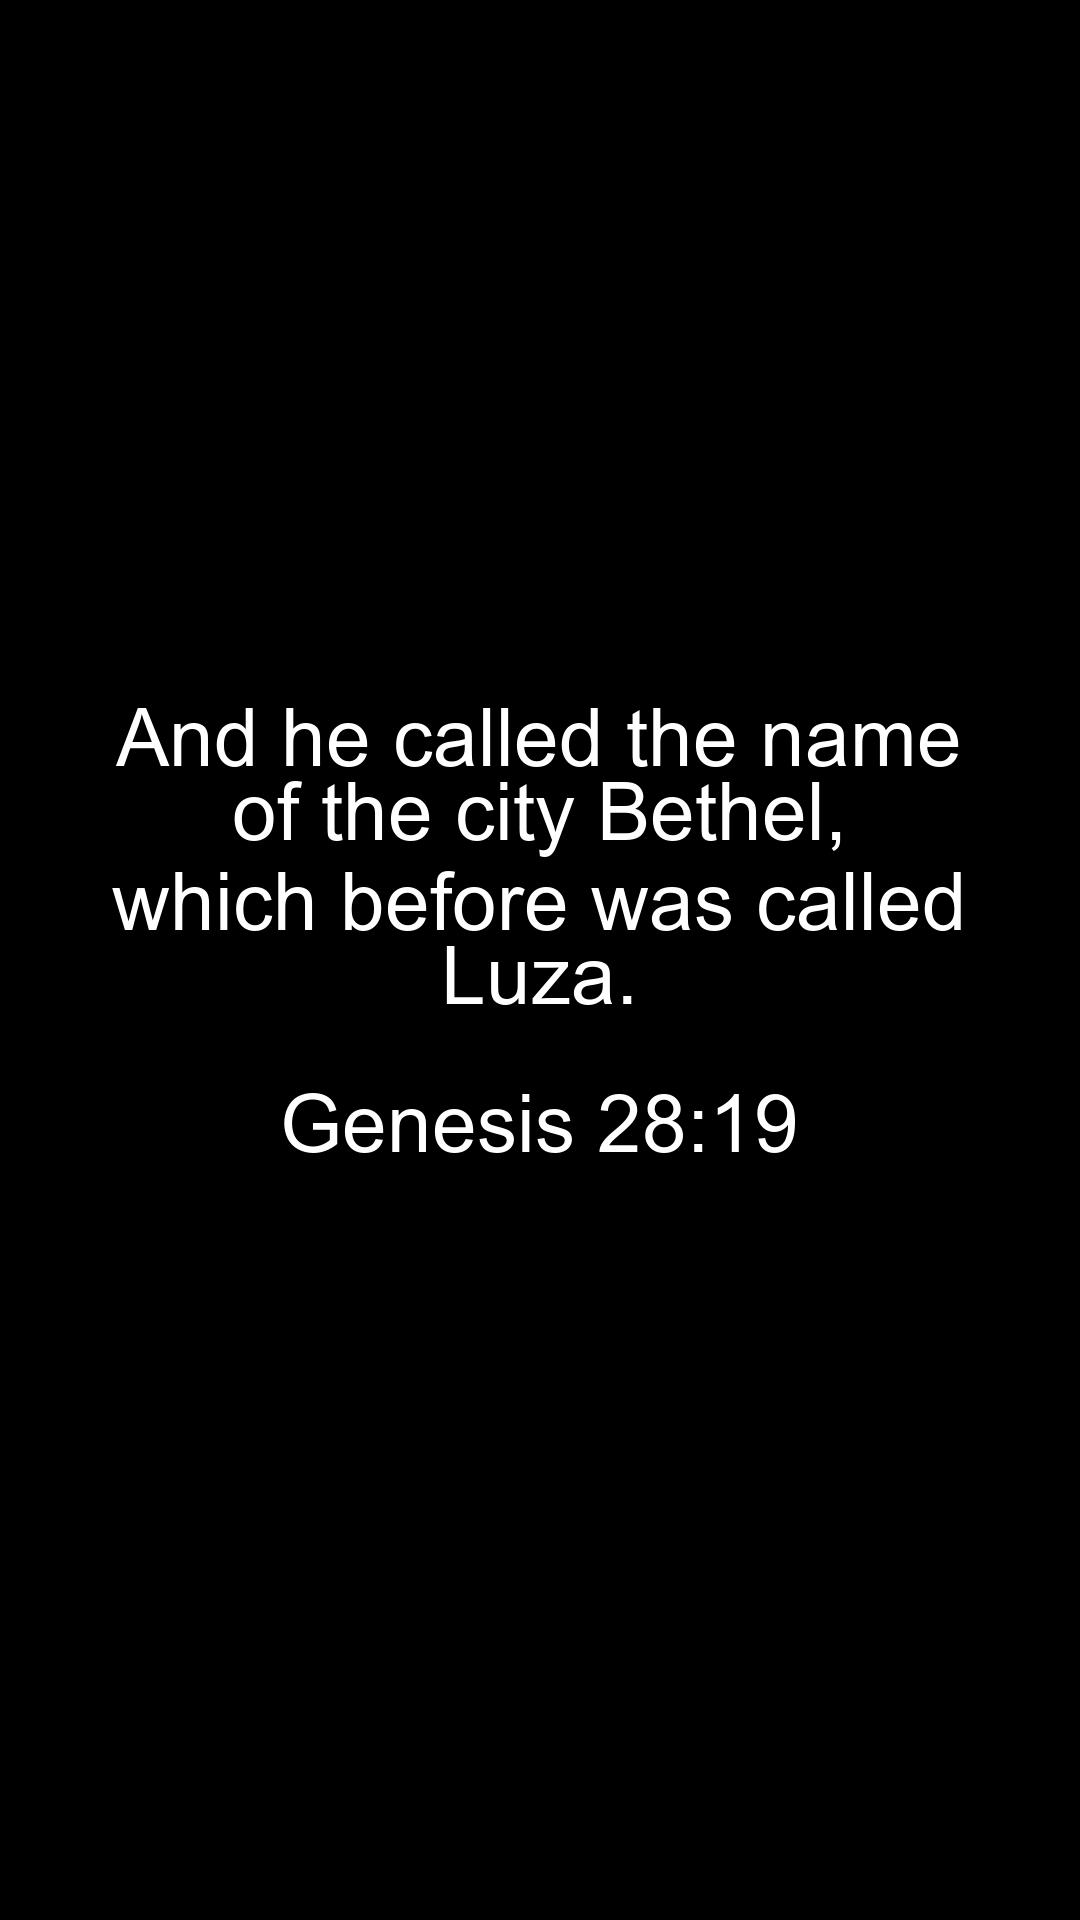 And he called the name
of the city Bethel,
which before was called
Luza.
Genesis 28:19